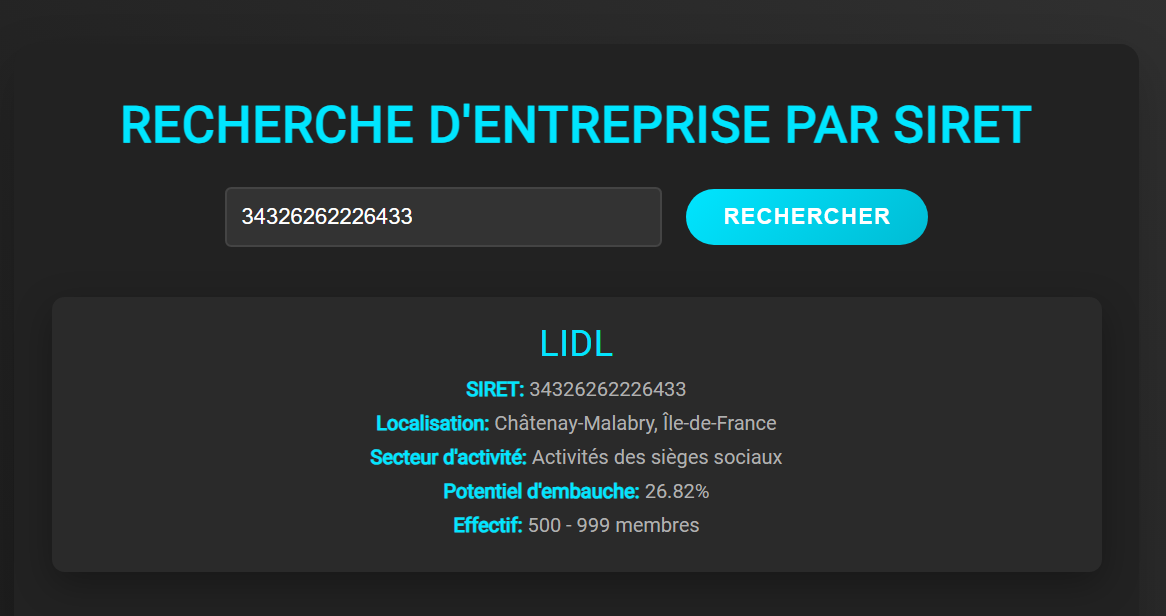 RECHERCHE D'ENTREPRISE PAR SIRET
34326262226433
RECHERCHER
LIDL
SIRET: 34326262226433
Localisation: Châtenay-Malabry, Île-de-France
Secteur d'activité: Activités des sièges sociaux
Potentiel d'embauche: 26.82%
Effectif: 500 - 999 membres